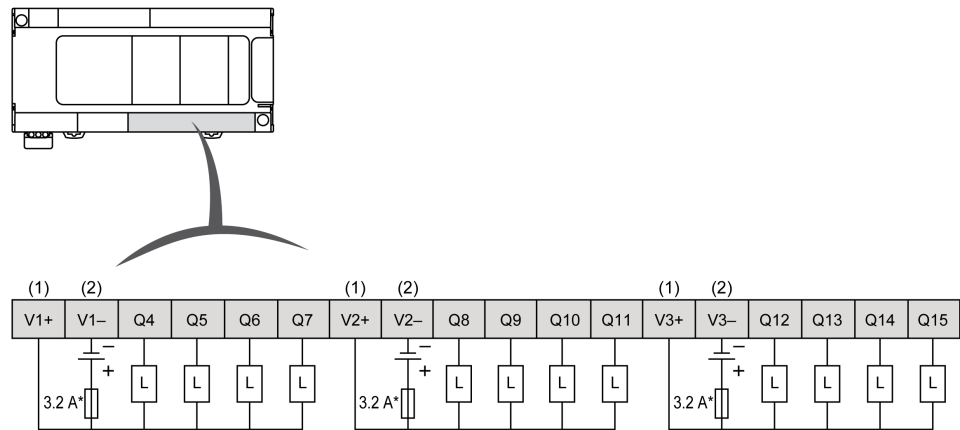 (1) (2) (1) (2) (1) (2)
V1+ V1– Q4 Q5 Q6 Q7 V2+ V2– Q8 Q9 Q10 Q11 V3+ V3– Q12 Q13 Q14 Q15
– – –
+ L L L L + L L L L + L L L L
3.2 A* 3.2 A* 3.2 A*